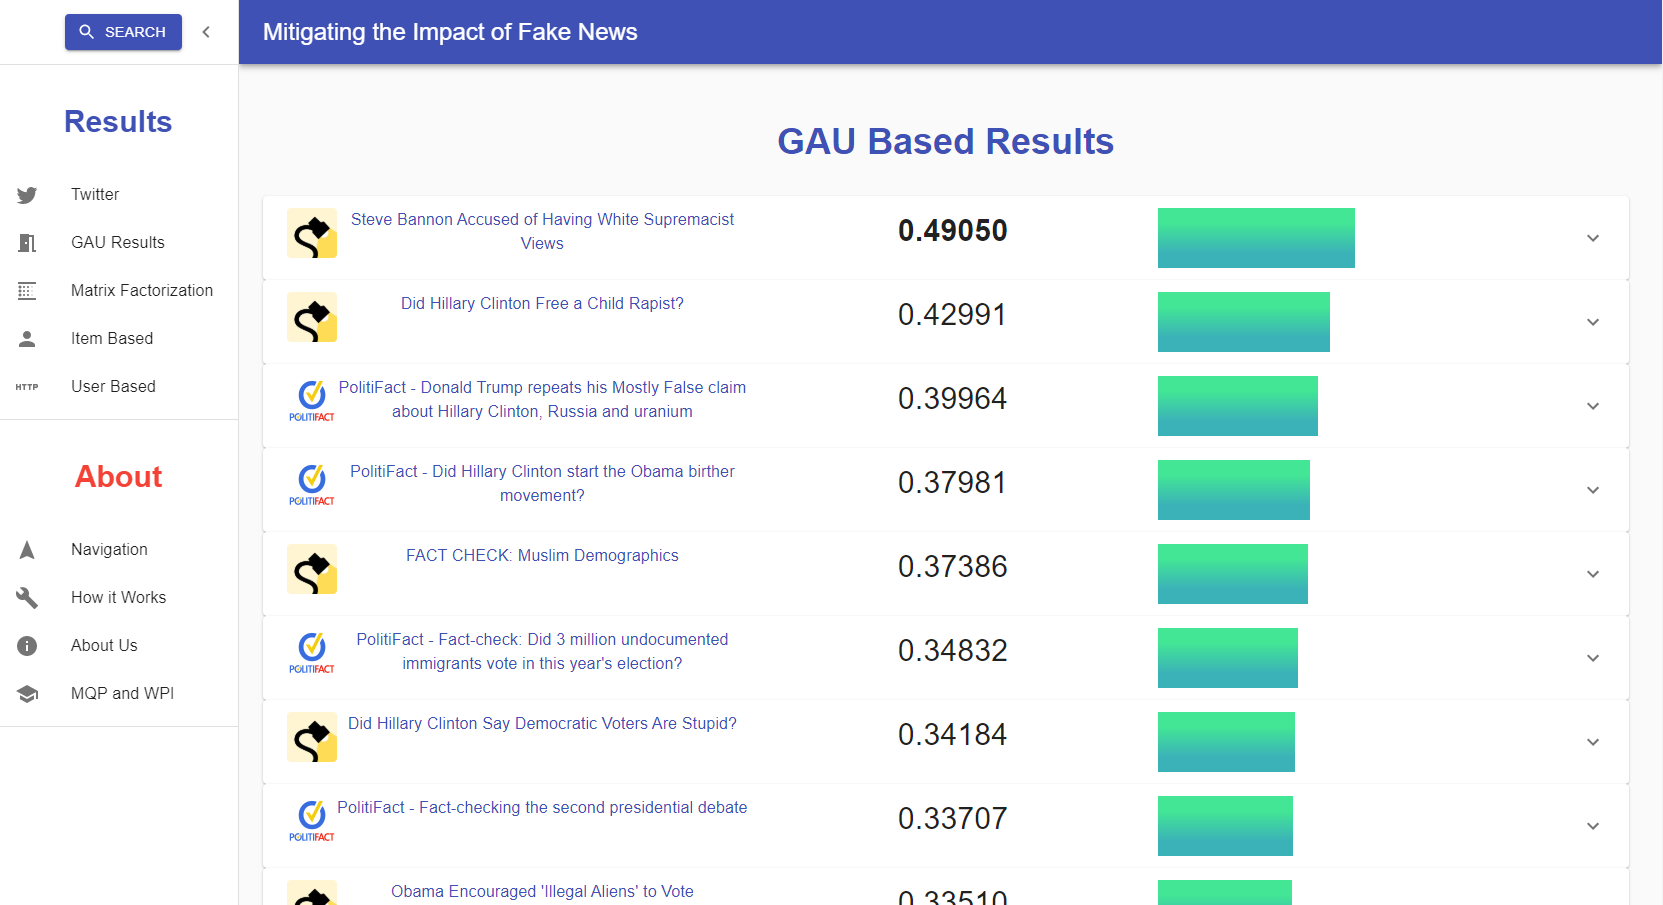 SEARCH
Mitigating the Impact of Fake News
Results
Twitter
GAU Results
Matrix Factorization
Item Based
HTTP
User Based
About
Navigation
How it Works
About Us
MQP and WPI
GAU Based Results
Steve Bannon Accused of Having White Supremacist
Views
0.49050
Did Hillary Clinton Free a Child Rapist?
0.42991
POLITIFACT
PolitiFact - Donald Trump repeats his Mostly False claim
about Hillary Clinton, Russia and uranium
0.39964
POLITIFACT
PolitiFact - Did Hillary Clinton start the Obama birther
movement?
0.37981
FACT CHECK: Muslim Demographics
0.37386
POLITIFACT
PolitiFact - Fact-check: Did 3 million undocumented
immigrants vote in this year's election?
0.34832
Did Hillary Clinton Say Democratic Voters Are Stupid?
0.34184
POLITIFACT
PolitiFact - Fact-checking the second presidential debate
0.33707
Obama Encouraged 'Illegal Aliens' to Vote
0.33510